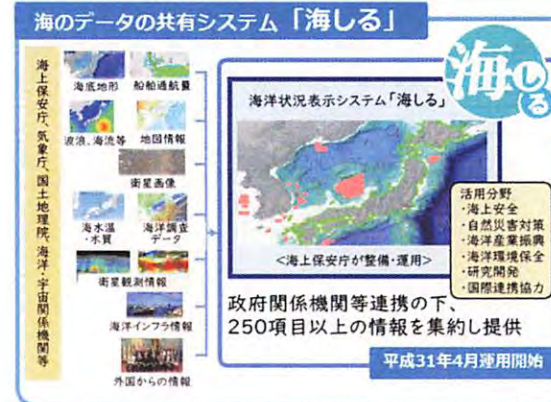 海のデータの共有システム「海しる」
海しる
海上保安庁、気象庁、国土地理院、海洋・宇宙関係機関等
海底地形
船舶通航量
波浪、海流等
地図情報
衛星画像
海水温
・水質
海洋調査
データ
衛星観測情報
海洋インフラ情報
外国からの情報
海洋状況表示システム「海しる」
<海上保安庁が整備・運用>
活用分野
・海上安全
・自然災害対策
・海洋産業振興
・海洋環境保全
・研究開発
・国際連携協力
政府関係機関等連携の下、
250項目以上の情報を集約し提供
平成31年4月運用開始